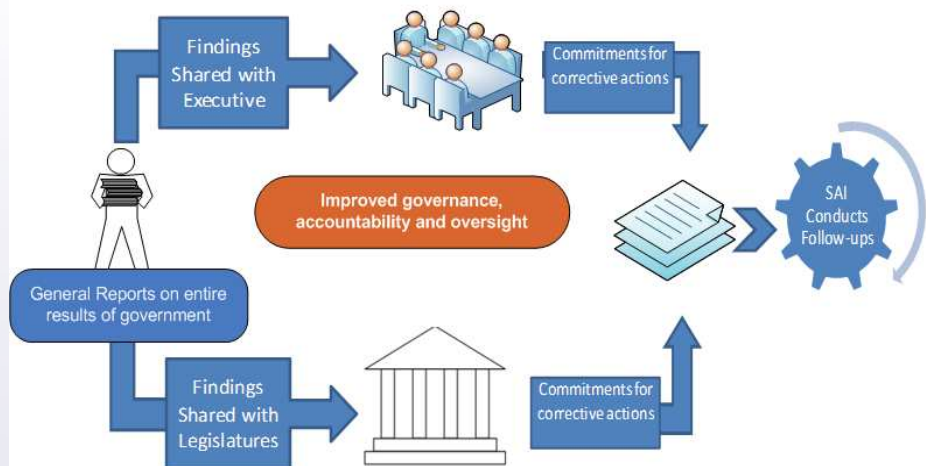 Findings
Shared with
Executive
Commitments for
corrective actions
Improved governance,
accountability and oversight
SAI
Conducts
Follow-ups
General Reports on entire
results of government
Findings
Shared with
Legislatures
Commitments for
corrective actions